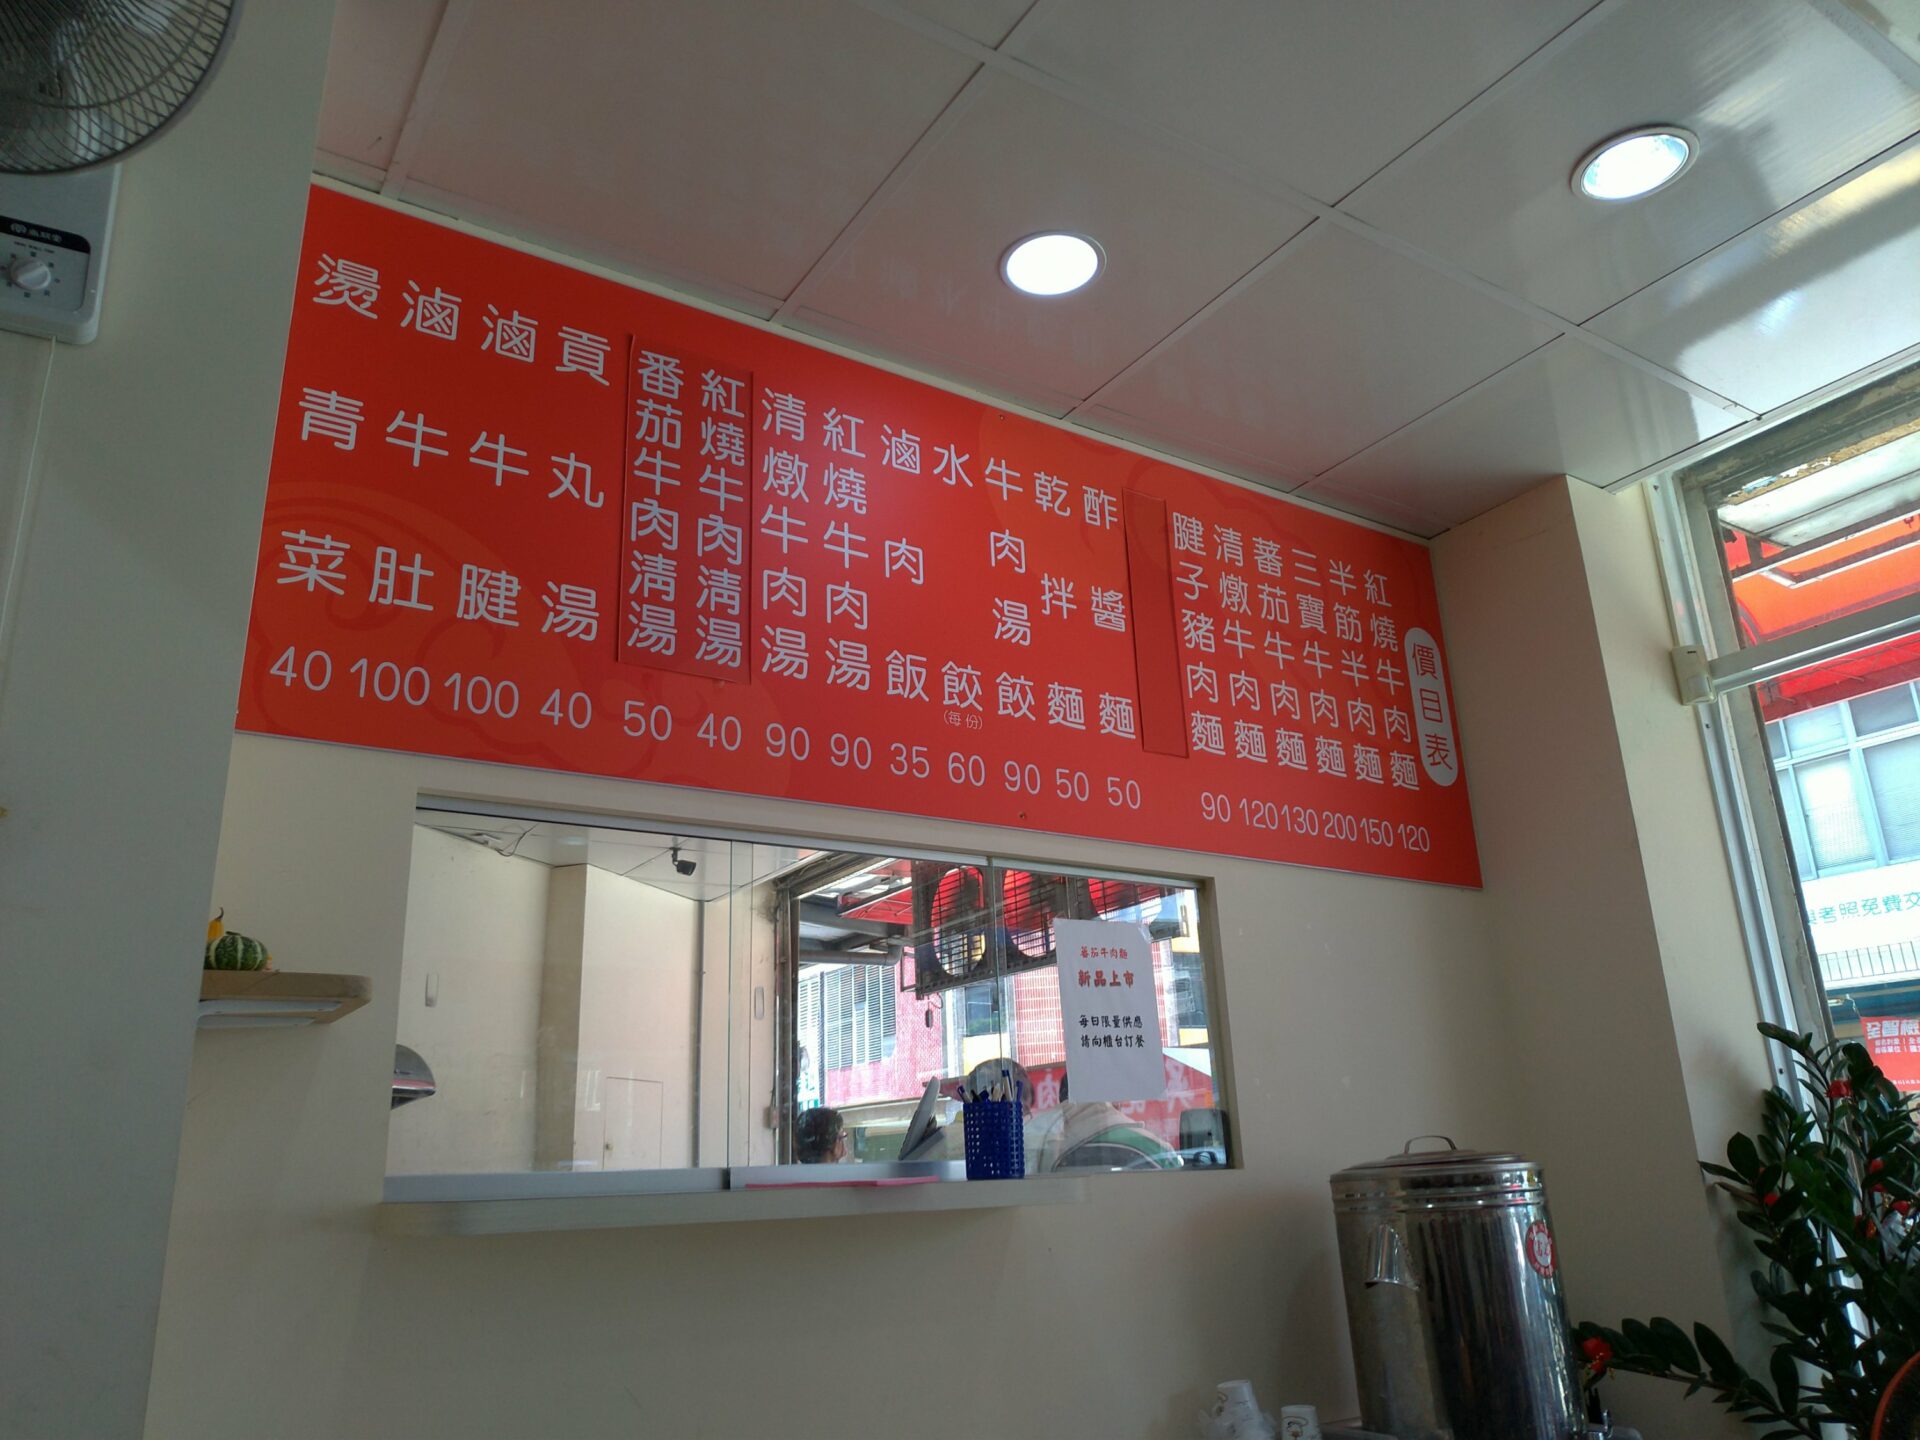 價目表
紅燒牛肉麵 120
半筋半肉麵 150
三寶牛肉麵 200
蕃茄牛肉麵 130
清燉牛肉麵 120
腱子豬肉麵 90
酢醬麵 50
乾拌麵 50
牛肉湯餃 90
水餃(每份) 60
滷肉飯 35
紅燒牛肉湯 90
清燉牛肉湯 90
紅燒牛肉清湯 40
番茄牛肉清湯 50
貢丸湯 40
滷牛腱 100
滷牛肚 100
燙青菜 40
蕃茄牛肉麵
新品上市
每日限量供應
請向櫃台訂餐
考照免費交